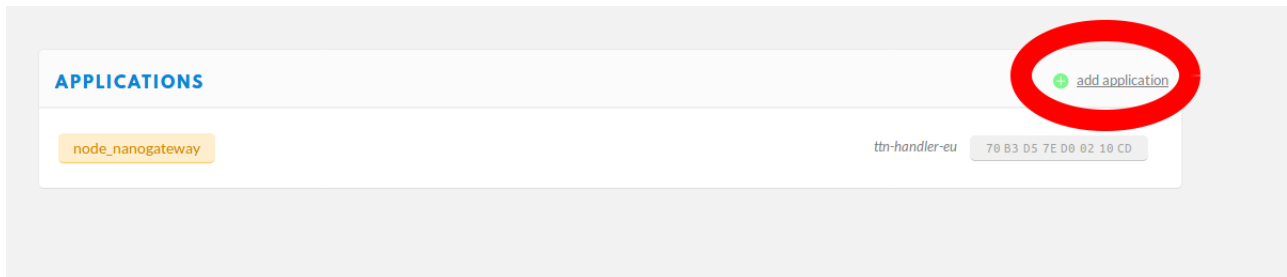 APPLICATIONS
add application
node_nanogateway
ttn-handler-eu 70 B3 D5 7E D0 02 10 CD